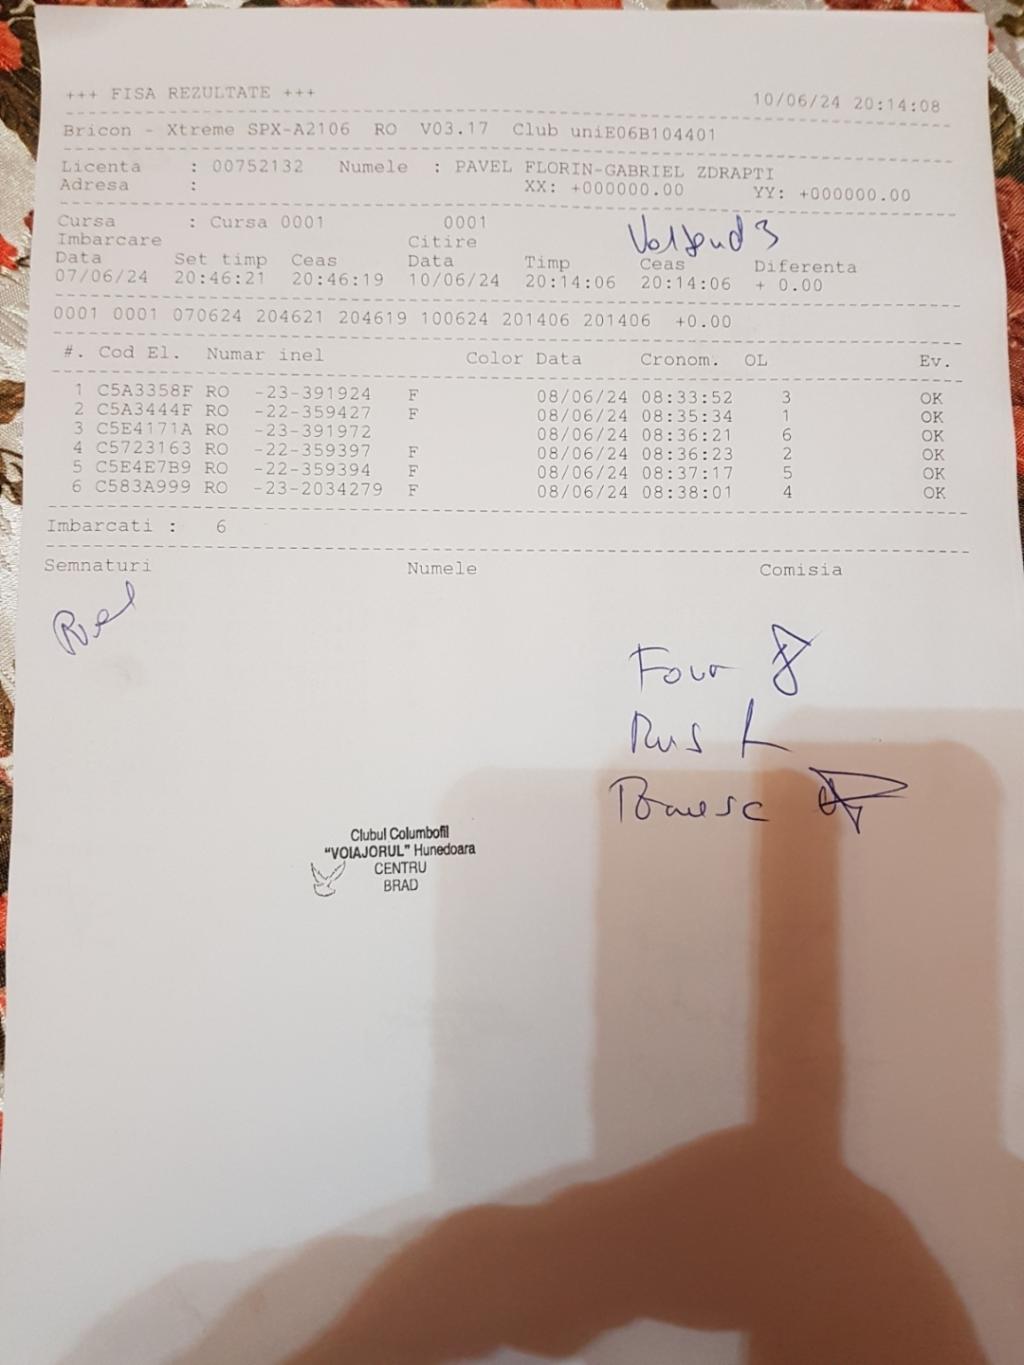 +++ FISA REZULTATE +++ 10/06/24 20:14:08
Bricon - Xtreme SPX-A2106 RO V03.17 Club uniE06B104401
Licenta : 00752132 Numele : PAVEL FLORIN-GABRIEL ZDRAPTI
Adresa : XX: +000000.00 YY: +000000.00
Cursa : Cursa 0001 0001
Imbarcare Citire
Data Set timp Ceas Data Timp Ceas Diferenta
07/06/24 20:46:21 20:46:19 10/06/24 20:14:06 20:14:06 + 0.00
0001 0001 070624 204621 204619 100624 201406 201406 +0.00
#. Cod El. Numar inel Color Data Cronom. OL Ev.
1 C5A3358F RO -23-391924 F 08/06/24 08:33:52 3 OK
2 C5A3444F RO -22-359427 F 08/06/24 08:35:34 1 OK
3 C5E4171A RO -23-391972 08/06/24 08:36:21 6 OK
4 C5723163 RO -22-359397 F 08/06/24 08:36:23 2 OK
5 C5E4E7B9 RO -22-359394 F 08/06/24 08:37:17 5 OK
6 C583A999 RO -23-2034279 F 08/06/24 08:38:01 4 OK
Imbarcati : 6
Semnaturi Numele Comisia
Rus
Clubul Columbofil
"VOIAJORUL" Hunedoara
CENTRU
BRAD